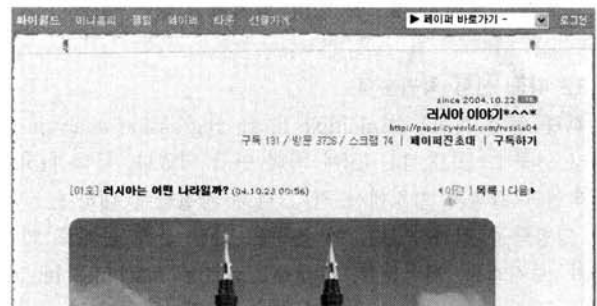 싸이월드 미니홈피 클럽 페이퍼 타운 선물가게 ▶ 페이퍼 바로가기 - 로그인
since 2004.10.22
러시아 이야기*^^*
http://paper.cyworld.com/russia04
구독 131 / 방문 3726 / 스크랩 74 | 페이퍼진초대 | 구독하기
[01호] 러시아는 어떤 나라일까? (04.10.23 00:56) ◀이전 | 목록 | 다음▶